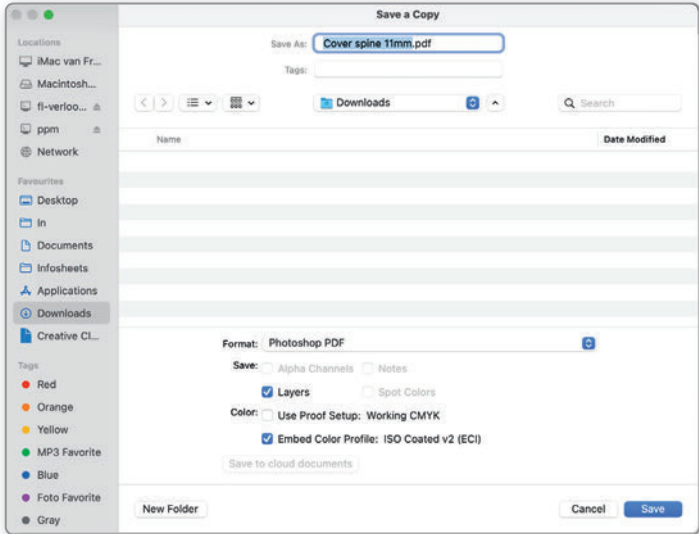 Save a Copy
Locations
iMac van Fr...
Macintosh...
fi-verloo...
ppm
Network
Favourites
Desktop
In
Documents
Infosheets
Applications
Downloads
Creative Cl...
Tags
Red
Orange
Yellow
MP3 Favorite
Blue
Foto Favorite
Gray
Save As: Cover spine 11mm.pdf
Tags:
Downloads
Search
Name Date Modified
Format: Photoshop PDF
Save: Alpha Channels Notes
Layers Spot Colors
Color: Use Proof Setup: Working CMYK
Embed Color Profile: ISO Coated v2 (ECI)
Save to cloud documents
New Folder Cancel Save